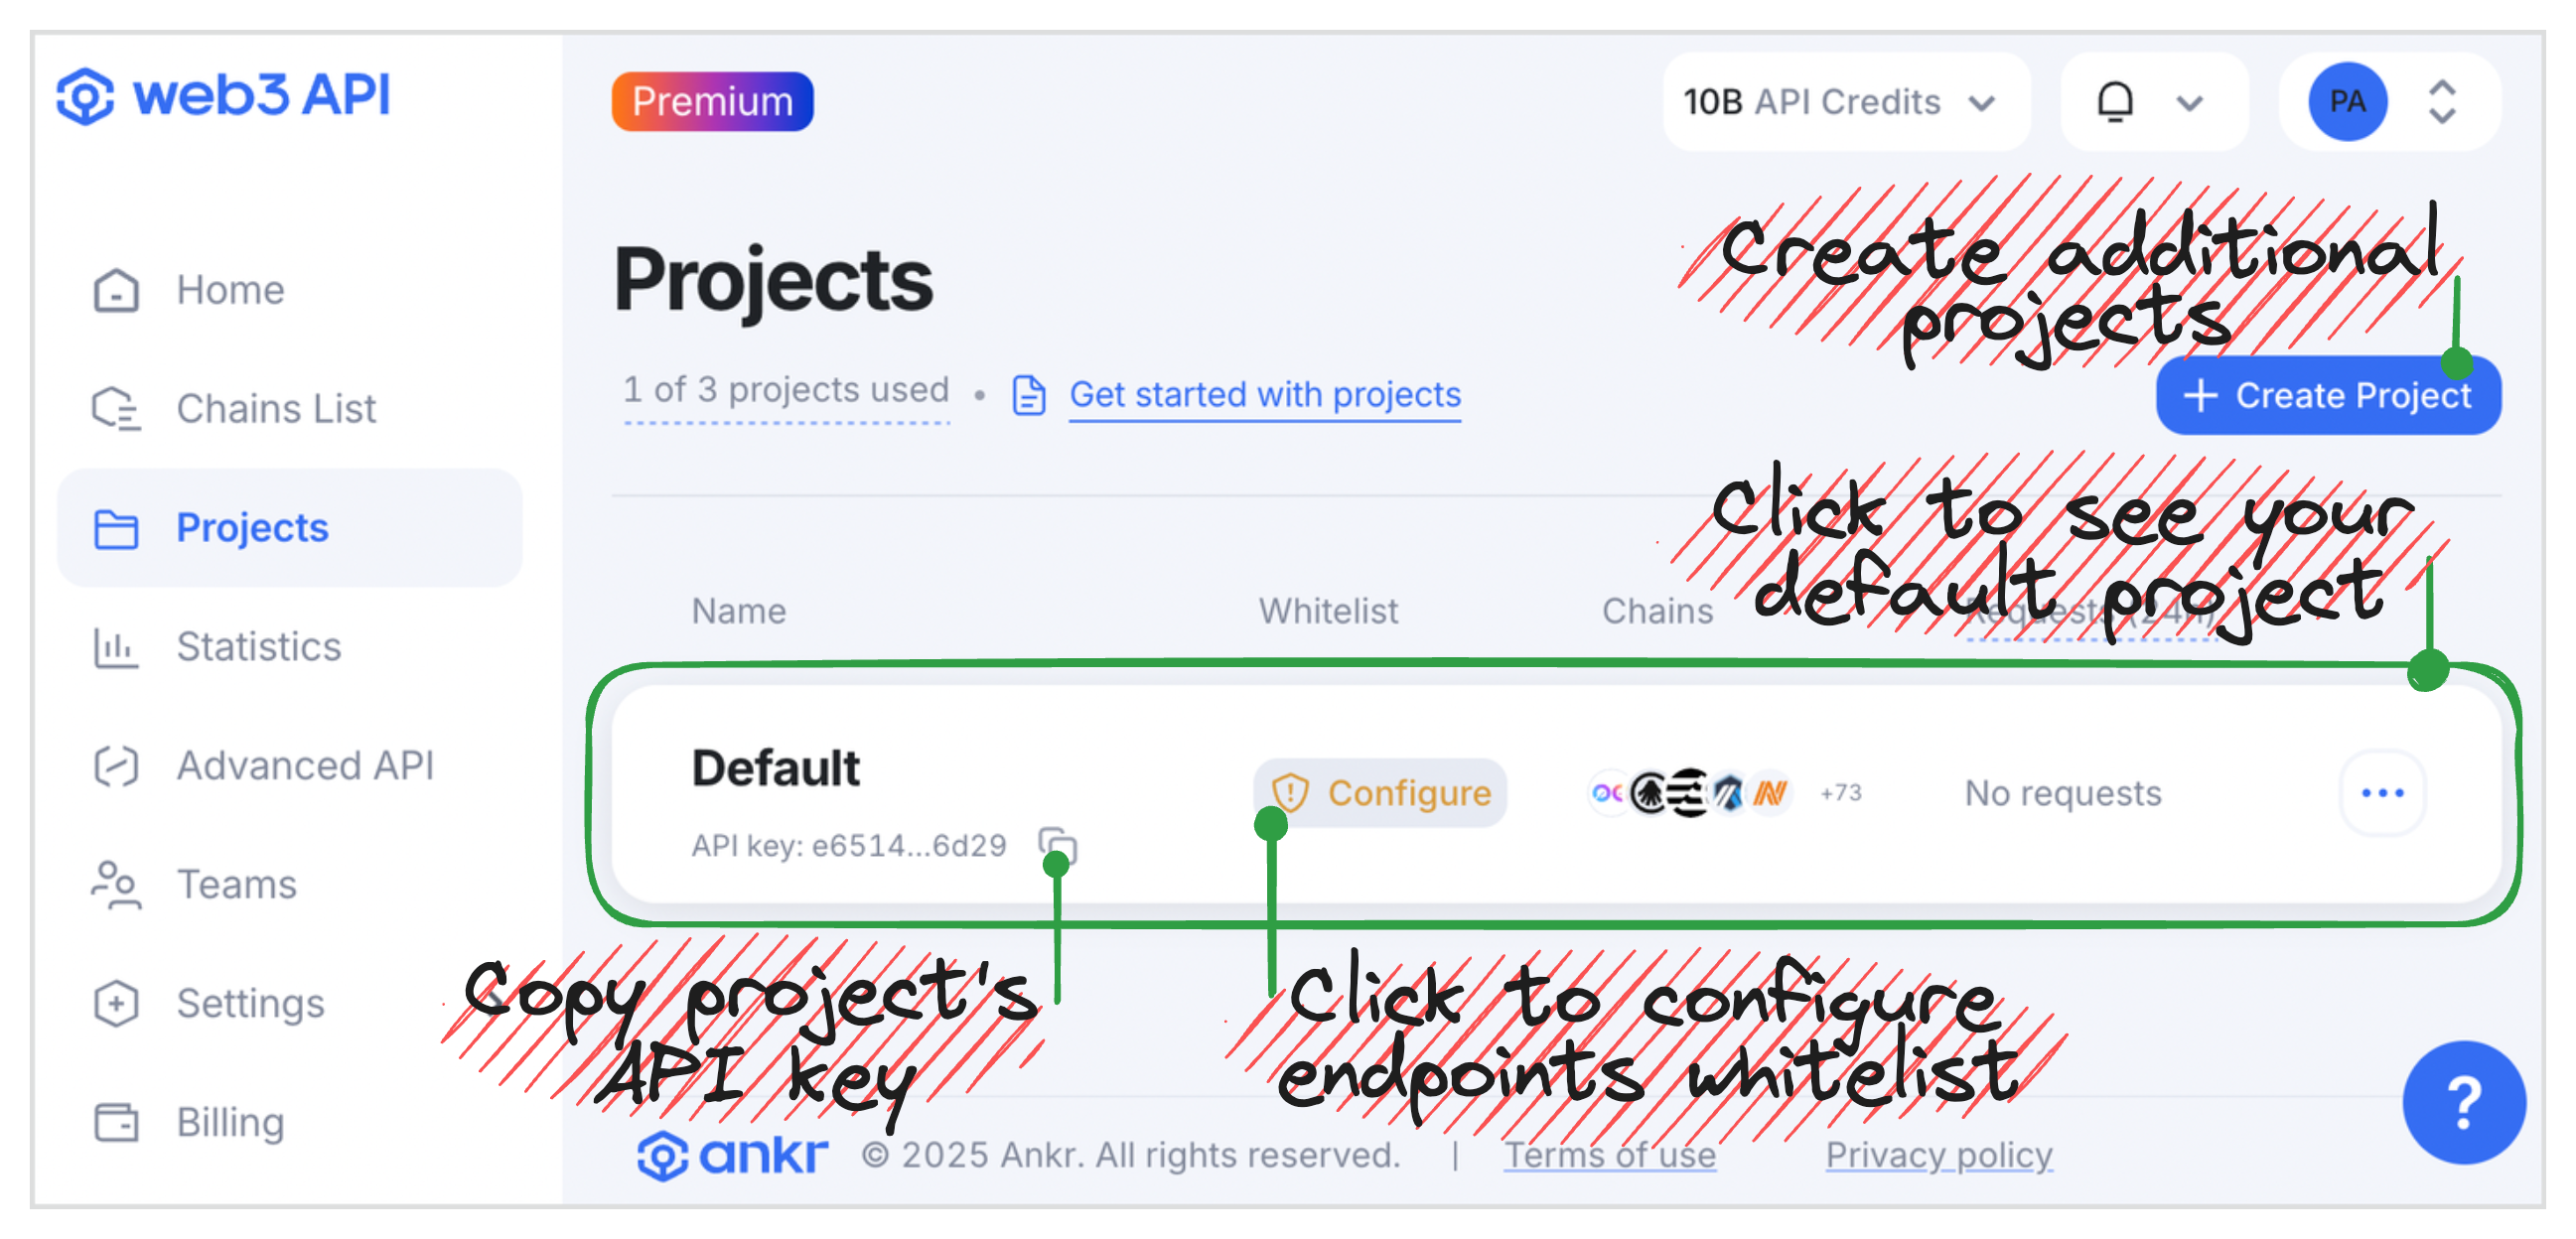 web3 API
Premium
10B API Credits
PA
Home
Chains List
Projects
Statistics
Advanced API
Teams
Settings
Billing
Projects
Create additional
projects
1 of 3 projects used • Get started with projects
+ Create Project
Click to see your
default project
Name Whitelist Chains Requests (24h)
Default
API key: e6514...6d29
Configure
+73
No requests
Copy project's
API key
Click to configure
endpoints whitelist
ankr © 2025 Ankr. All rights reserved. | Terms of use Privacy policy
?